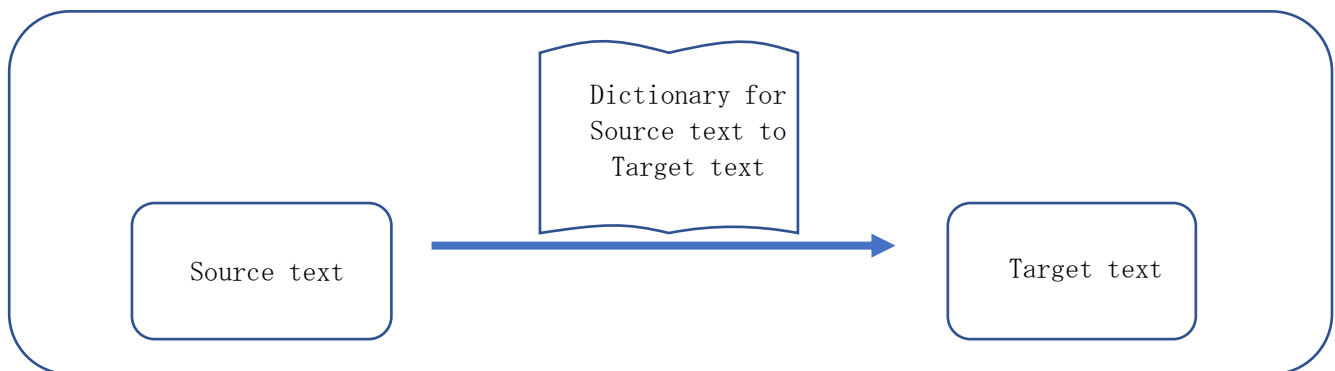 Dictionary for
Source text to
Target text
Source text
Target text